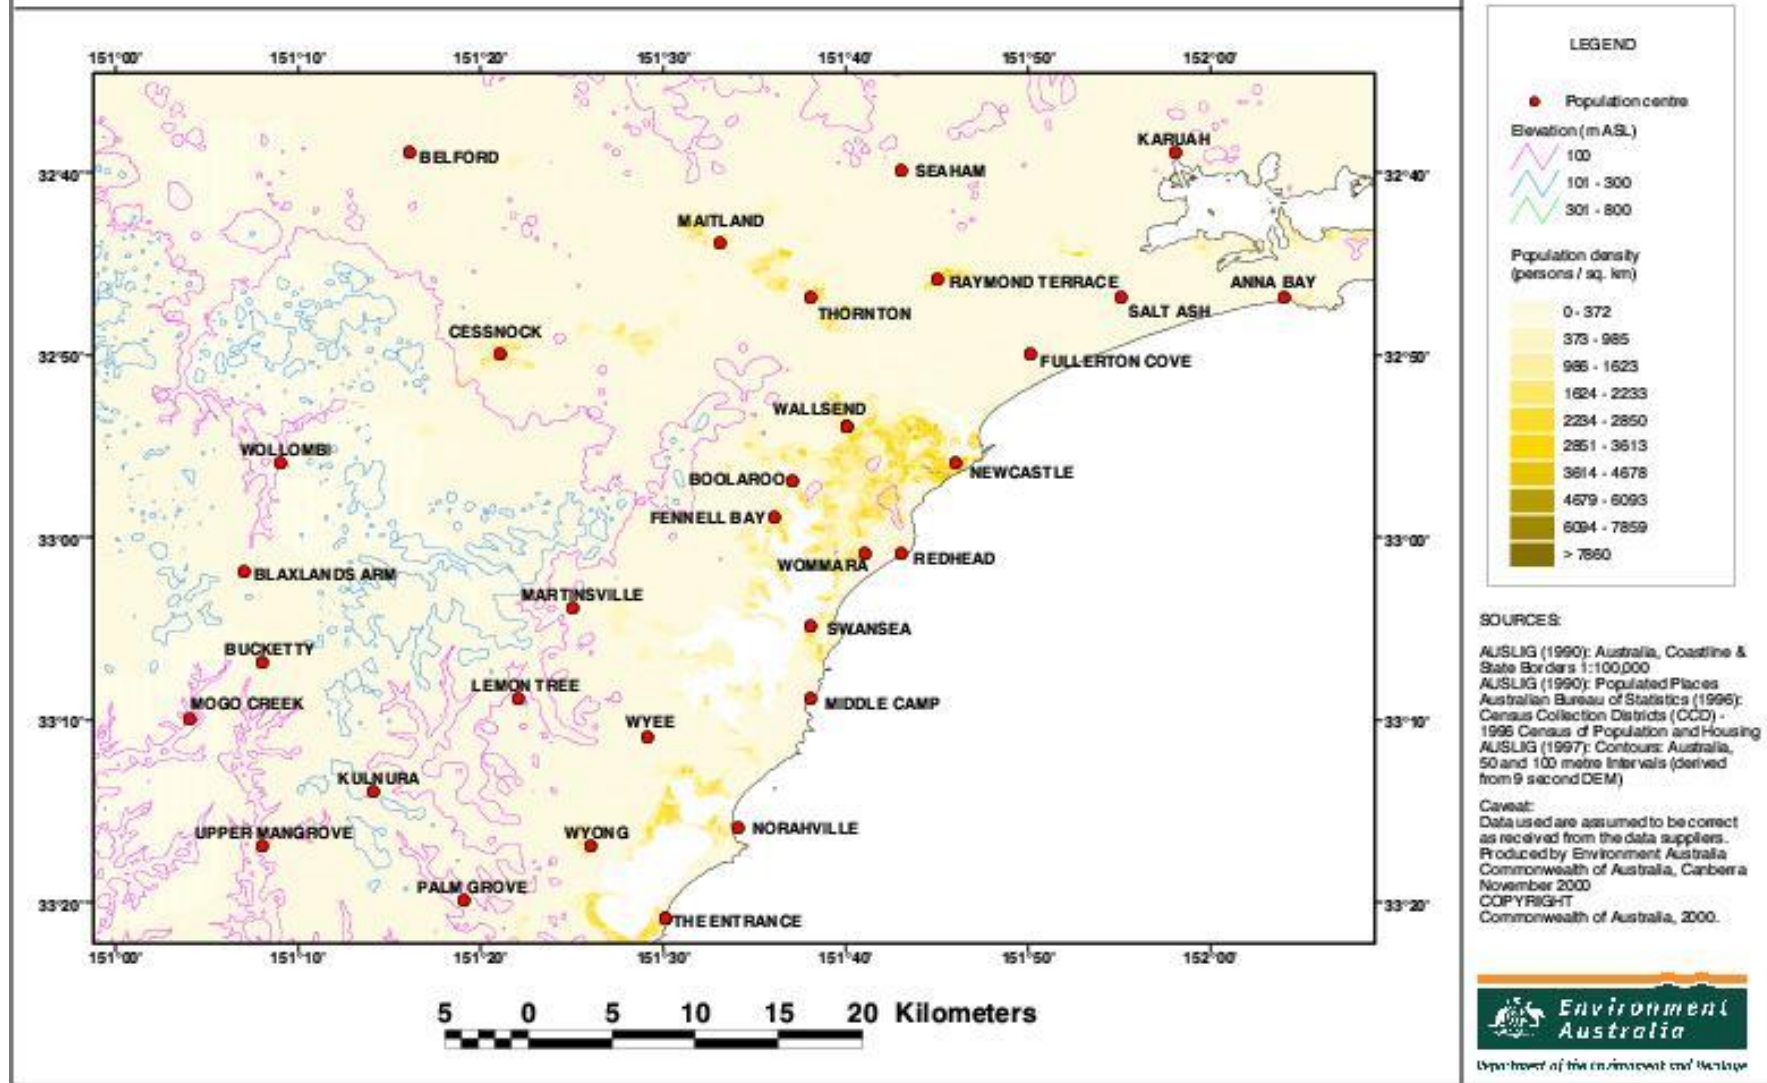 151°00' 151°10' 151°20' 151°30' 151°40' 151°50' 152°00'
KARUAH
BELFORD
32°40' SEAHAM 32°40'
MAITLAND
RAYMOND TERRACE ANNA BAY
THORNTON SALT ASH
CESSNOCK
32°50' FULLERTON COVE 32°50'
WALLSEND
WOLLOMBI
NEWCASTLE
BOOLAROO
FENNELL BAY
33°00' 33°00'
WOMMARA REDHEAD
BLAXLANDS ARM
MARTINSVILLE
SWANSEA
BUCKETTY
LEMON TREE
MOGO CREEK MIDDLE CAMP
33°10' WYEE 33°10'
KULNURA
UPPER MANGROVE WYONG NORAHVILLE
PALM GROVE
33°20' 33°20'
THE ENTRANCE
151°00' 151°10' 151°20' 151°30' 151°40' 151°50' 152°00'
5 0 5 10 15 20 Kilometers
LEGEND
Population centre
Elevation (m ASL)
100
101 - 300
301 - 800
Population density
(persons / sq. km)
0 - 372
373 - 985
986 - 1623
1624 - 2233
2234 - 2850
2851 - 3613
3614 - 4678
4679 - 6093
6094 - 7859
> 7860
SOURCES:
AUSLIG (1990): Australia, Coastline &
State Borders 1:100,000
AUSLIG (1990): Populated Places
Australian Bureau of Statistics (1996):
Census Collection Districts (CCD) -
1996 Census of Population and Housing
AUSLIG (1997): Contours: Australia,
50 and 100 metre Intervals (derived
from 9 second DEM)
Caveat:
Data used are assumed to be correct
as received from the data suppliers.
Produced by Environment Australia
Commonwealth of Australia, Canberra
November 2000
COPYRIGHT
Commonwealth of Australia, 2000.
Environment
Australia
Department of the Environment and Heritage